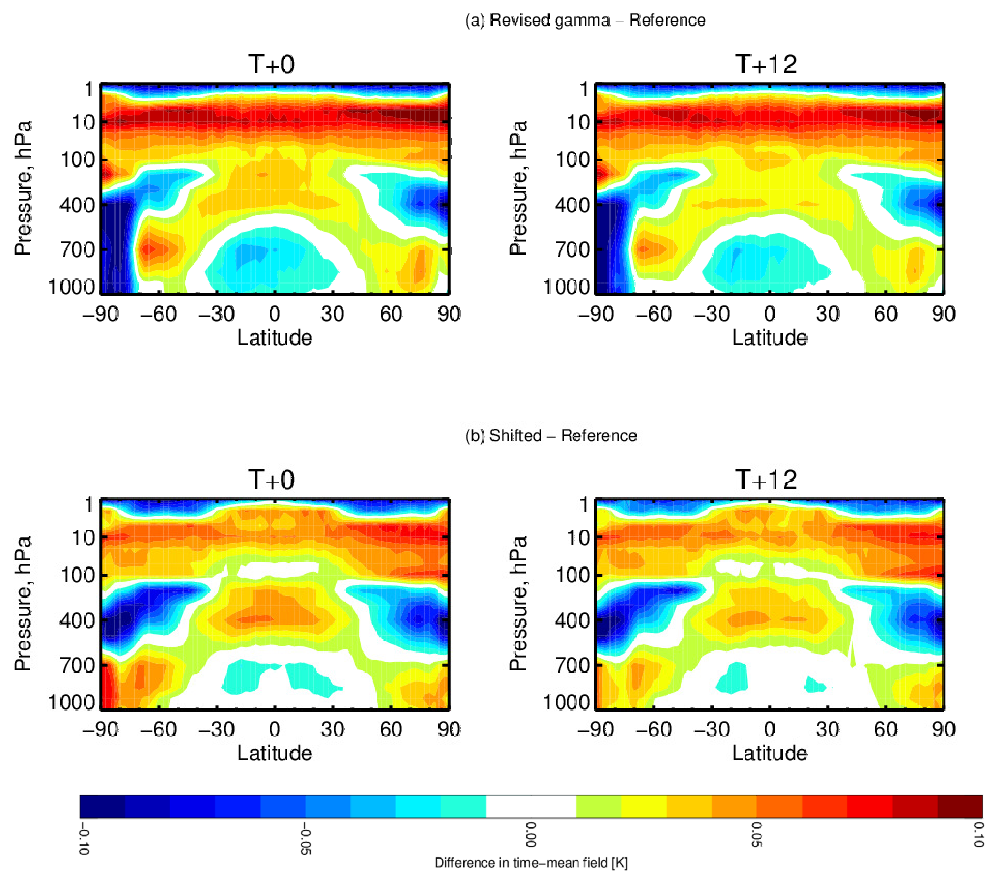 (a) Revised gamma − Reference
T+0
T+12
Pressure, hPa
1
10
100
400
700
1000
−90 −60 −30 0 30 60 90
Latitude
Pressure, hPa
1
10
100
400
700
1000
−90 −60 −30 0 30 60 90
Latitude
(b) Shifted − Reference
T+0
T+12
Pressure, hPa
1
10
100
400
700
1000
−90 −60 −30 0 30 60 90
Latitude
Pressure, hPa
1
10
100
400
700
1000
−90 −60 −30 0 30 60 90
Latitude
−0.10 −0.05 0.00 0.05 0.10
Difference in time−mean field [K]